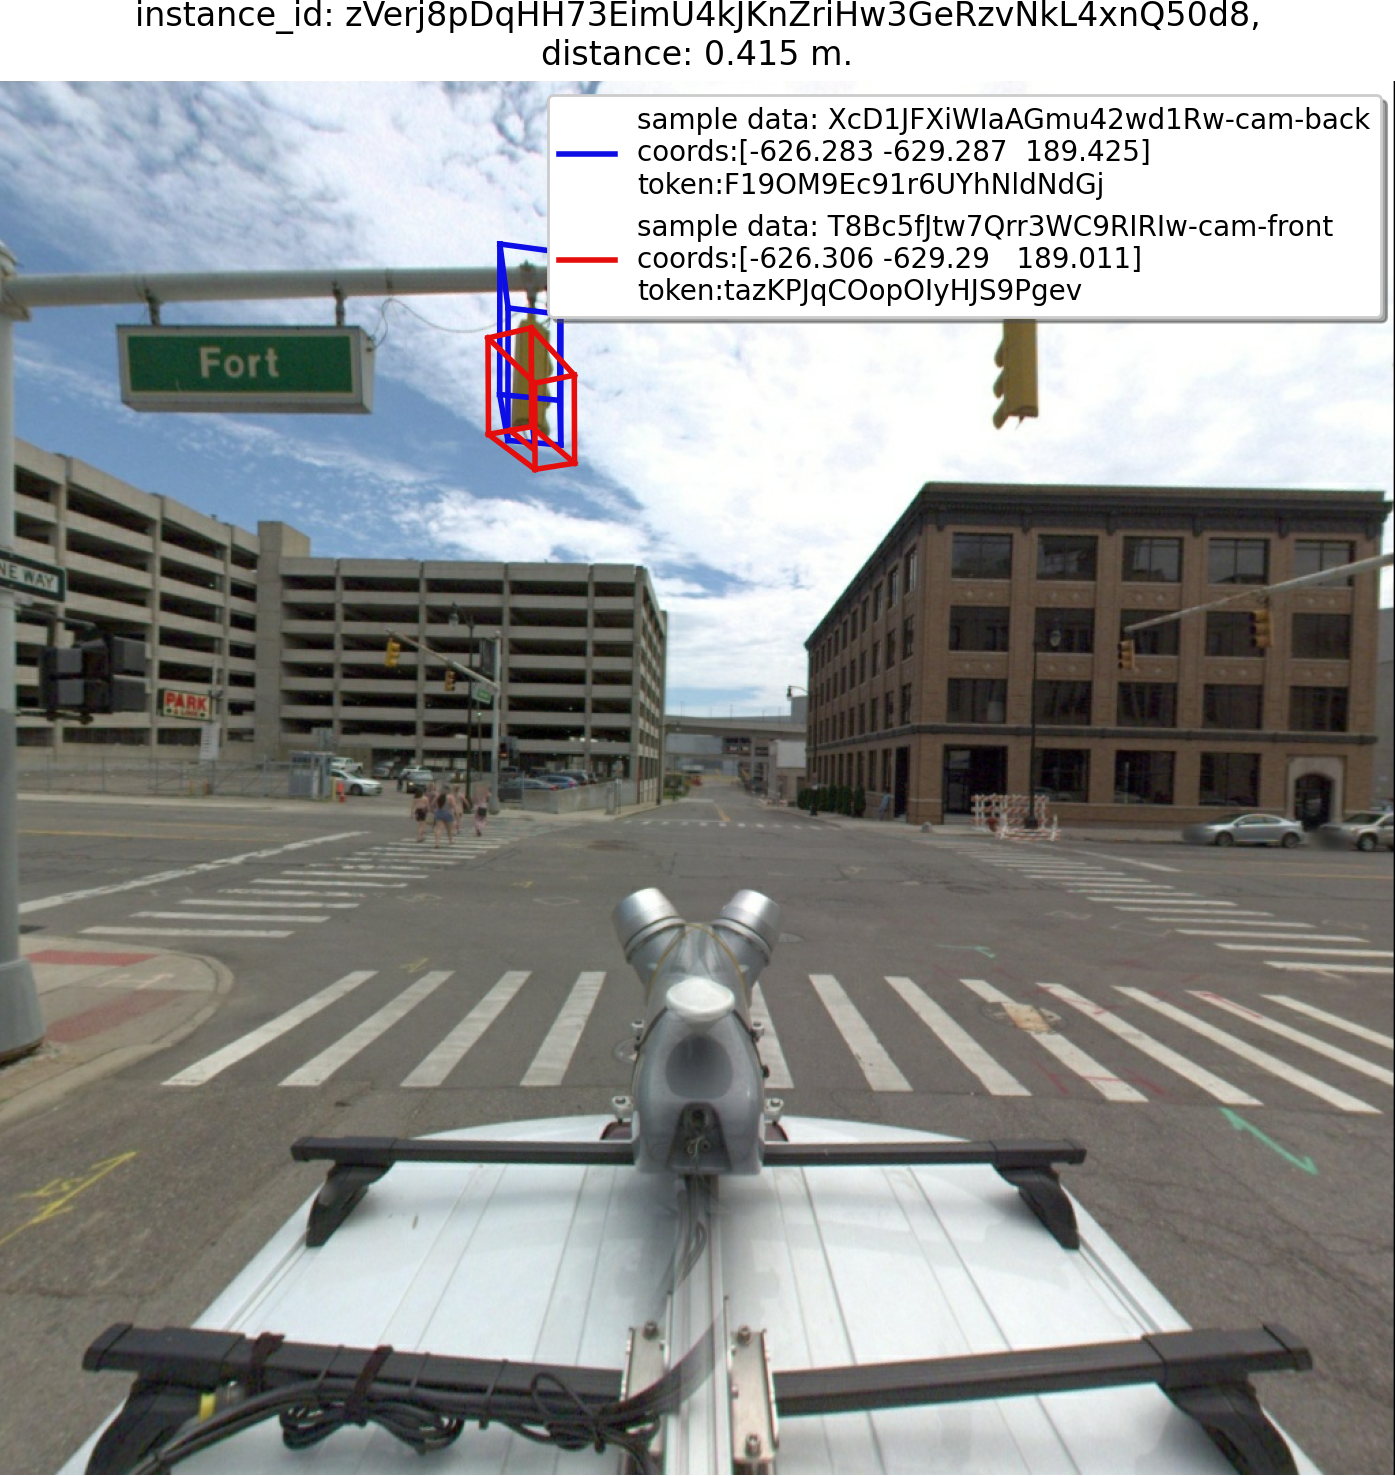 instance_id: zVerj8pDqHH73EimU4kJKnZriHw3GeRzvNkL4xnQ50d8,
distance: 0.415 m.
sample data: XcD1JFXiWIaAGmu42wd1Rw-cam-back
coords:[-626.283 -629.287  189.425]
token:F19OM9Ec91r6UYhNldNdGj
sample data: T8Bc5fJtw7Qrr3WC9RIRIw-cam-front
coords:[-626.306 -629.29   189.011]
token:tazKPJqCOopOIyHJS9Pgev
Fort
NE WAY
PARK